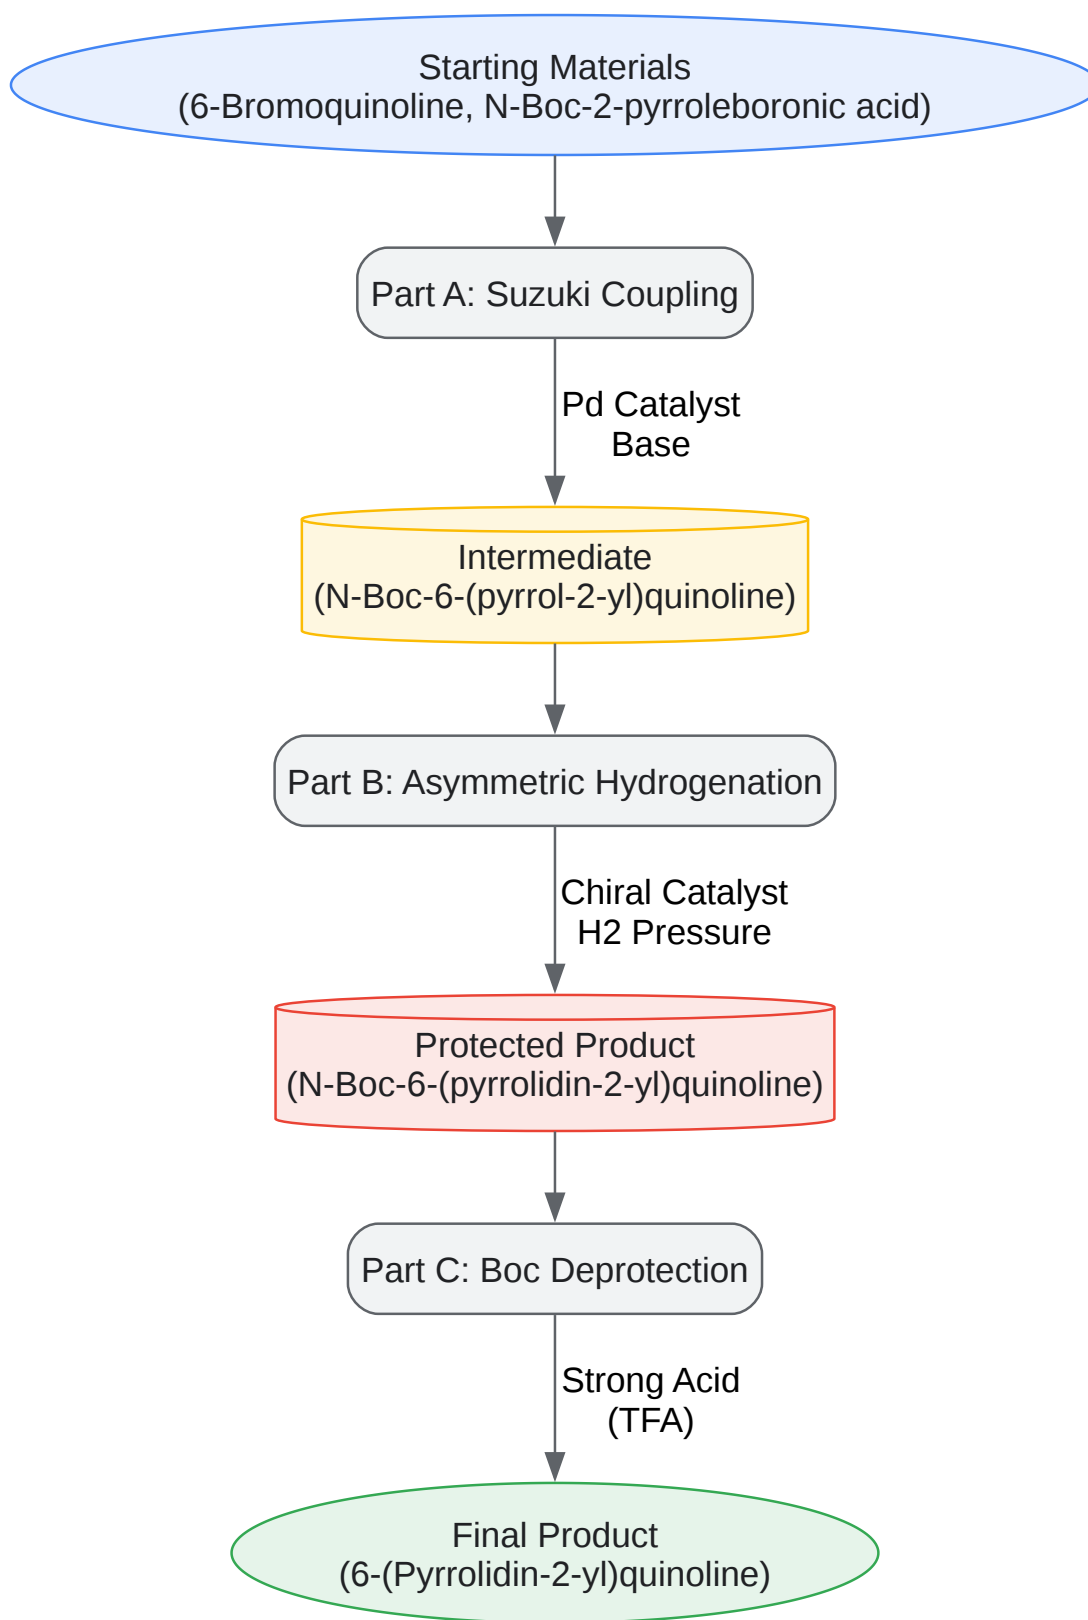 Starting Materials
(6-Bromoquinoline, N-Boc-2-pyrroleboronic acid)
Part A: Suzuki Coupling
Pd Catalyst
Base
Intermediate
(N-Boc-6-(pyrrol-2-yl)quinoline)
Part B: Asymmetric Hydrogenation
Chiral Catalyst
H2 Pressure
Protected Product
(N-Boc-6-(pyrrolidin-2-yl)quinoline)
Part C: Boc Deprotection
Strong Acid
(TFA)
Final Product
(6-(Pyrrolidin-2-yl)quinoline)